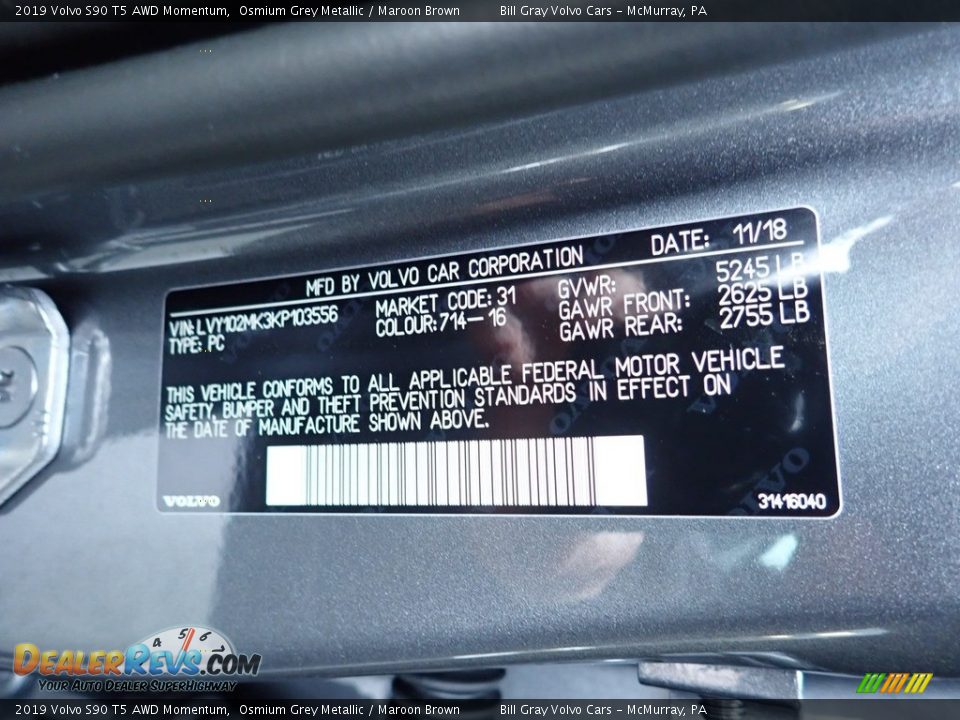 2019 Volvo S90 T5 AWD Momentum, Osmium Grey Metallic / Maroon Brown Bill Gray Volvo Cars - McMurray, PA
MFD BY VOLVO CAR CORPORATION DATE: 11/18
VIN: LVY102MK3KP103556 MARKET CODE: 31 GVWR: 5245 LB
TYPE: PC COLOUR: 714-16 GAWR FRONT: 2625 LB
GAWR REAR: 2755 LB
THIS VEHICLE CONFORMS TO ALL APPLICABLE FEDERAL MOTOR VEHICLE
SAFETY, BUMPER AND THEFT PREVENTION STANDARDS IN EFFECT ON
THE DATE OF MANUFACTURE SHOWN ABOVE.
VOLVO 31416040
4 5 6
DEALERREVS.COM
YOUR AUTO DEALER SUPERHIGHWAY
2019 Volvo S90 T5 AWD Momentum, Osmium Grey Metallic / Maroon Brown Bill Gray Volvo Cars - McMurray, PA